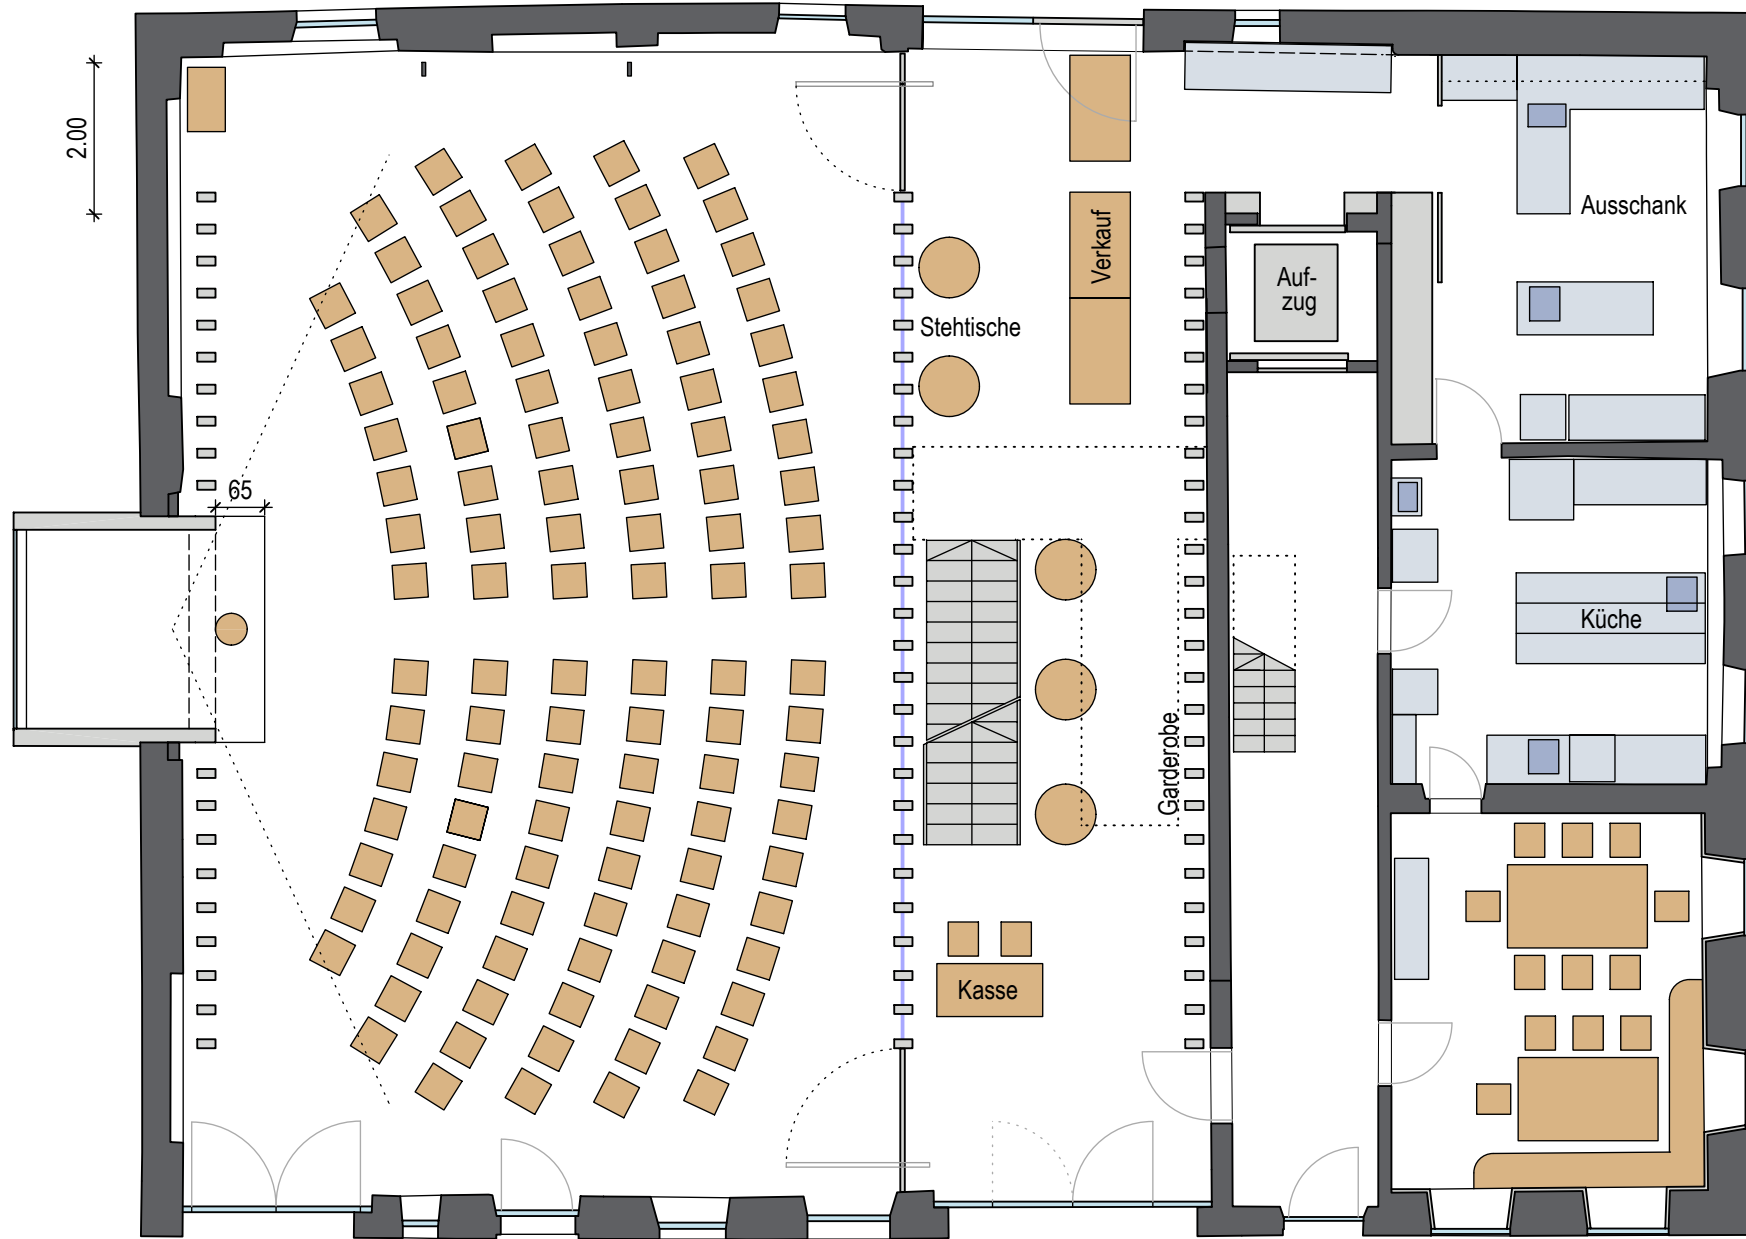 2.00
Ausschank
Verkauf
Auf-
zug
Stehtische
65
Küche
Garderobe
Kasse